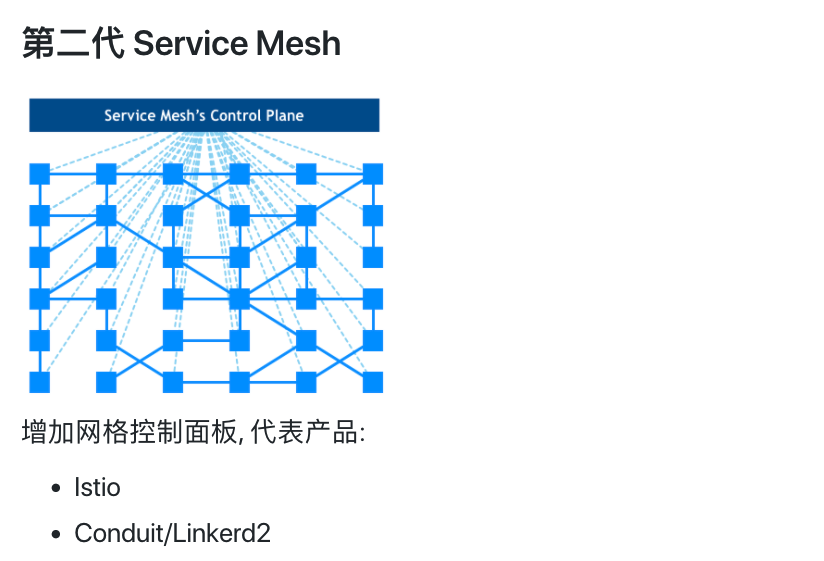 第二代 Service Mesh
Service Mesh's Control Plane
增加网格控制面板, 代表产品:
• Istio
• Conduit/Linkerd2